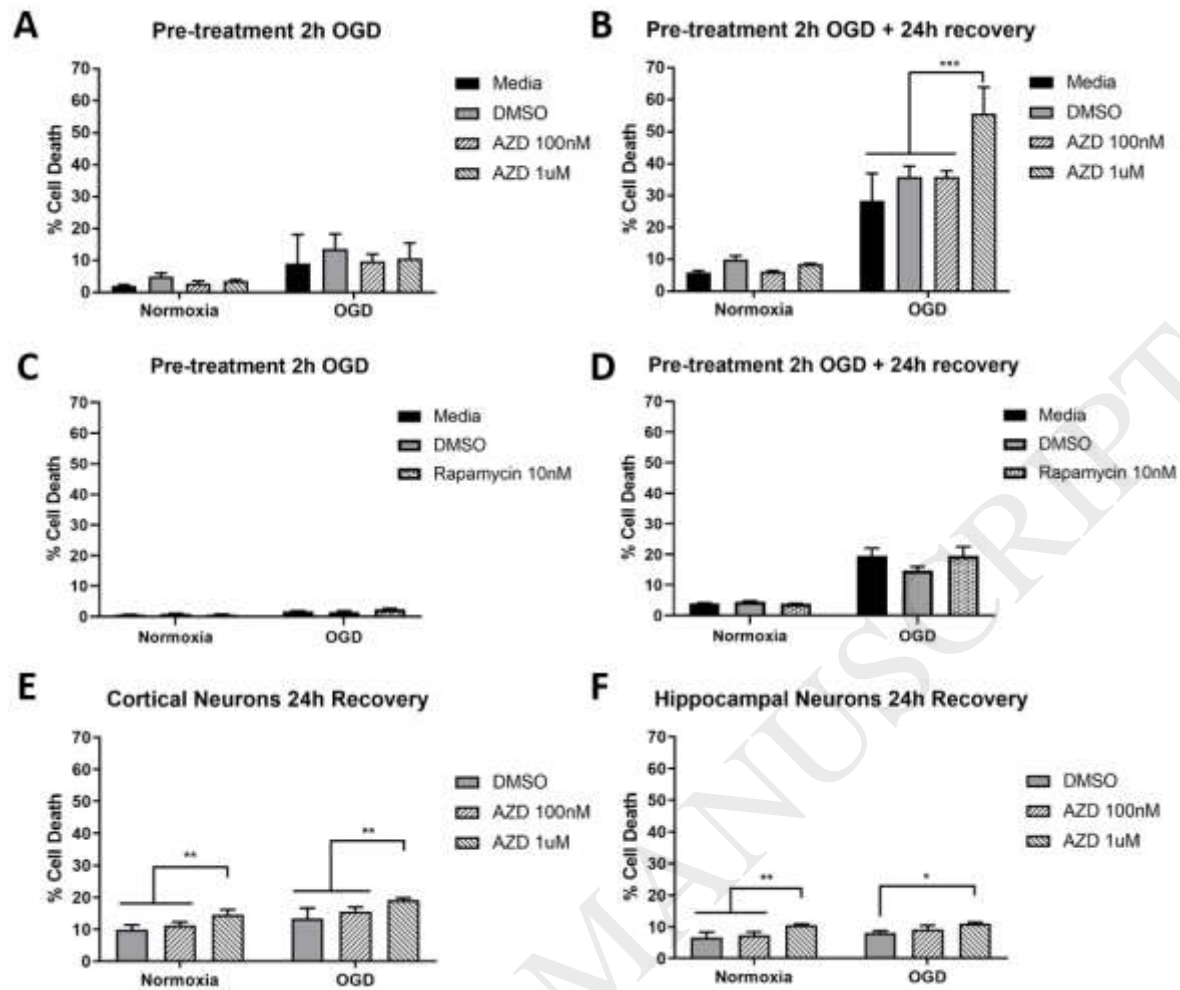 A
Pre-treatment 2h OGD
70
60
50
40
30
20
10
0
% Cell Death
Normoxia
OGD
Media
DMSO
AZD 100nM
AZD 1uM
B
Pre-treatment 2h OGD + 24h recovery
70
60
50
40
30
20
10
0
% Cell Death
***
Normoxia
OGD
Media
DMSO
AZD 100nM
AZD 1uM
C
Pre-treatment 2h OGD
70
60
50
40
30
20
10
0
% Cell Death
Normoxia
OGD
Media
DMSO
Rapamycin 10nM
D
Pre-treatment 2h OGD + 24h recovery
70
60
50
40
30
20
10
0
% Cell Death
Normoxia
OGD
Media
DMSO
Rapamycin 10nM
E
Cortical Neurons 24h Recovery
70
60
50
40
30
20
10
0
% Cell Death
**
**
Normoxia
OGD
DMSO
AZD 100nM
AZD 1uM
F
Hippocampal Neurons 24h Recovery
70
60
50
40
30
20
10
0
% Cell Death
**
*
Normoxia
OGD
DMSO
AZD 100nM
AZD 1uM
MANUSCRIPT